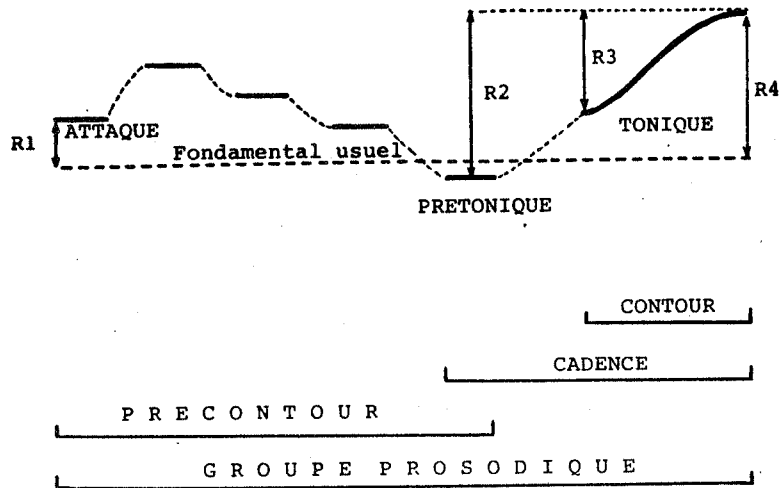 R3
R2
R4
R1
ATTAQUE
TONIQUE
Fondamental usuel
PRETONIQUE
CONTOUR
CADENCE
PRECONTOUR
GROUPE PROSODIQUE